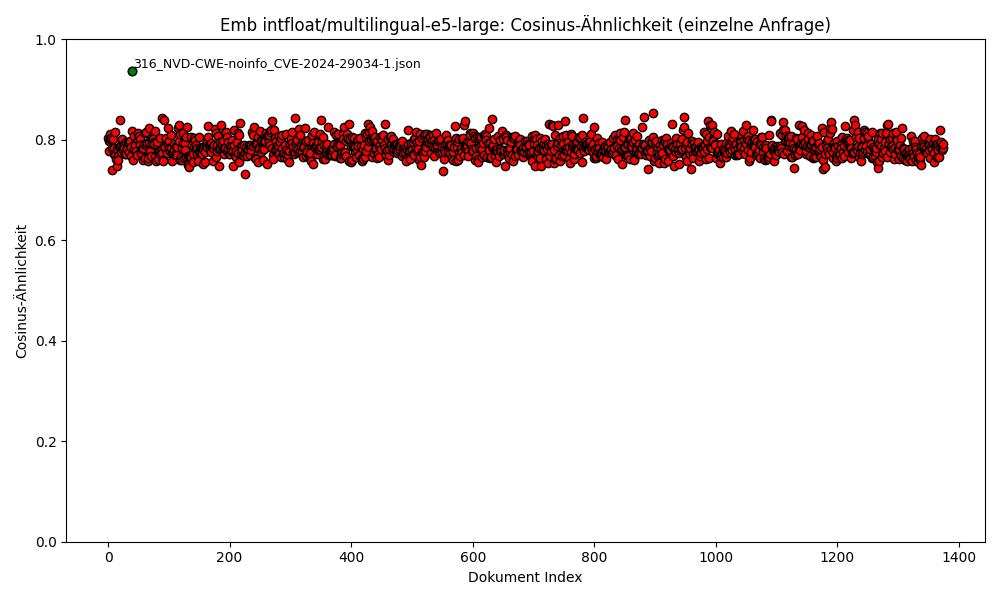 Emb intfloat/multilingual-e5-large: Cosinus-Ähnlichkeit (einzelne Anfrage)
1.0
316_NVD-CWE-noinfo_CVE-2024-29034-1.json
0.8
0.6
Cosinus-Ähnlichkeit
0.4
0.2
0.0
0 200 400 600 800 1000 1200 1400
Dokument Index